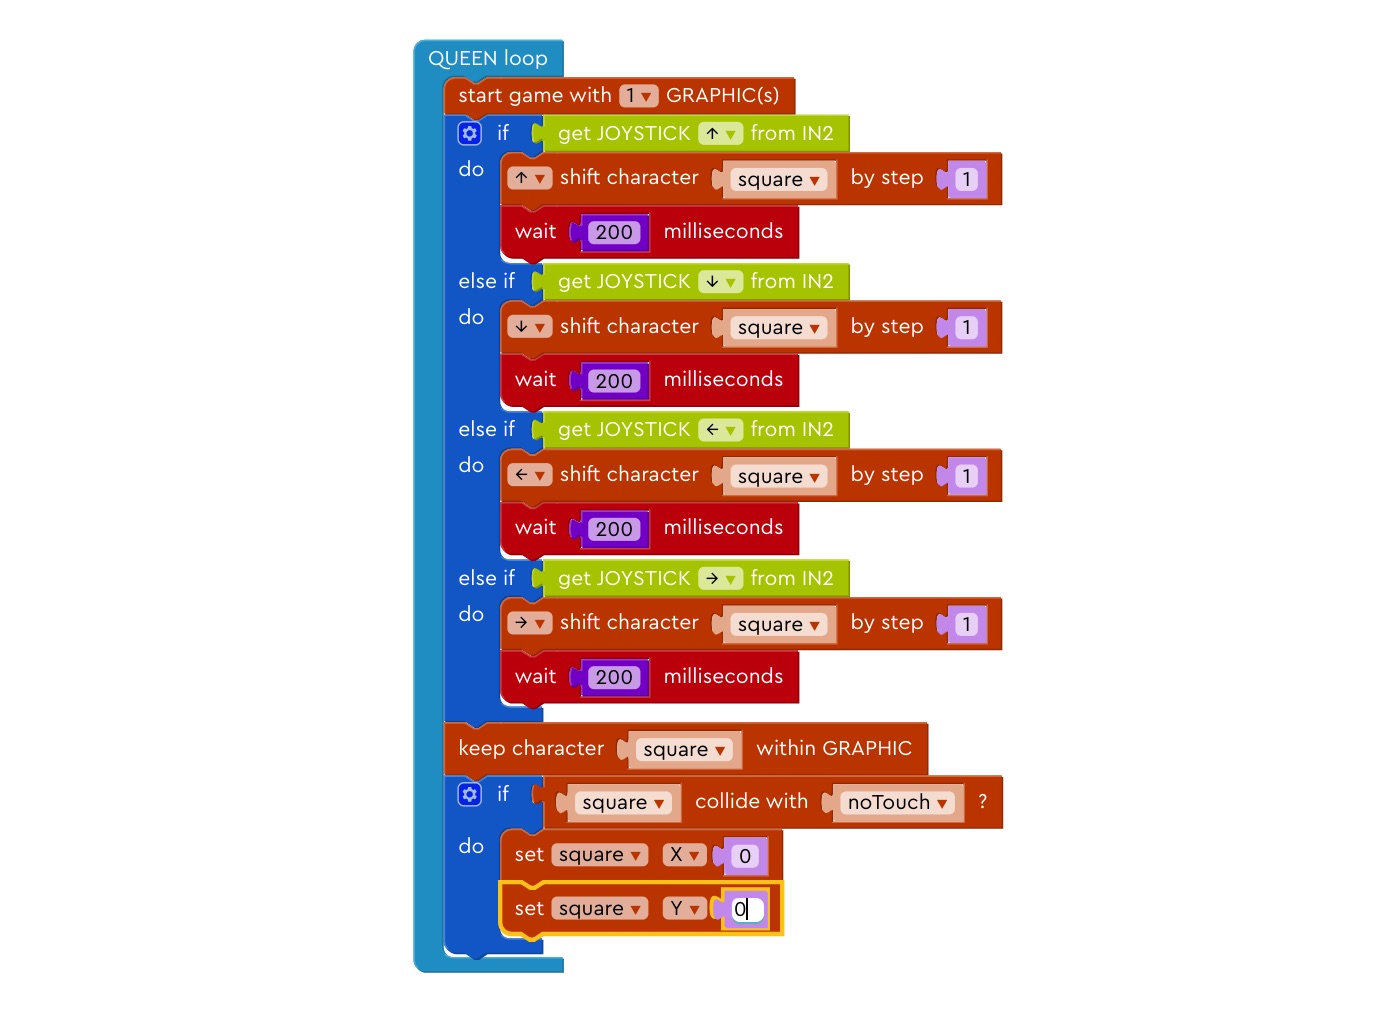 QUEEN loop
start game with 1 ▾ GRAPHIC(s)
if get JOYSTICK ↑ ▾ from IN2
do ↑ ▾ shift character square ▾ by step 1
wait 200 milliseconds
else if get JOYSTICK ↓ ▾ from IN2
do ↓ ▾ shift character square ▾ by step 1
wait 200 milliseconds
else if get JOYSTICK ← ▾ from IN2
do ← ▾ shift character square ▾ by step 1
wait 200 milliseconds
else if get JOYSTICK → ▾ from IN2
do → ▾ shift character square ▾ by step 1
wait 200 milliseconds
keep character square ▾ within GRAPHIC
if square ▾ collide with noTouch ▾ ?
do set square ▾ X ▾ 0
set square ▾ Y ▾ 0